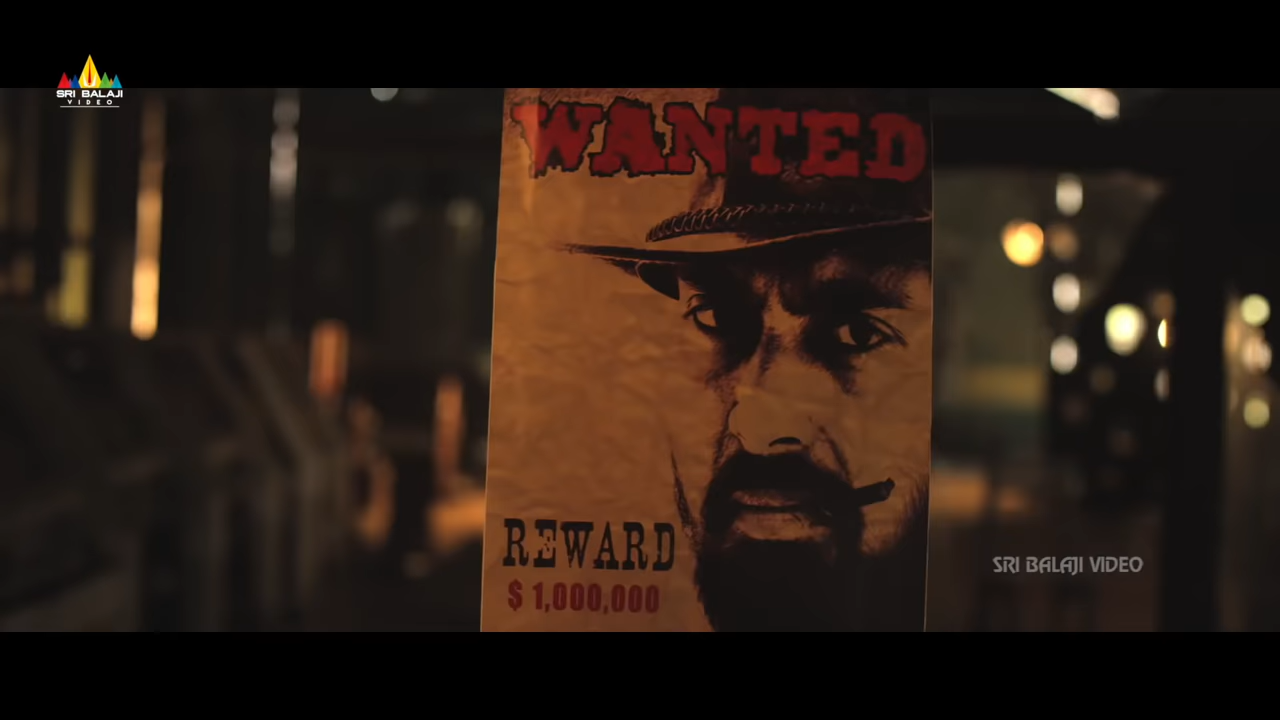 SRI BALAJI
VIDEO
WANTED
REWARD
$ 1,000,000
SRI BALAJI VIDEO